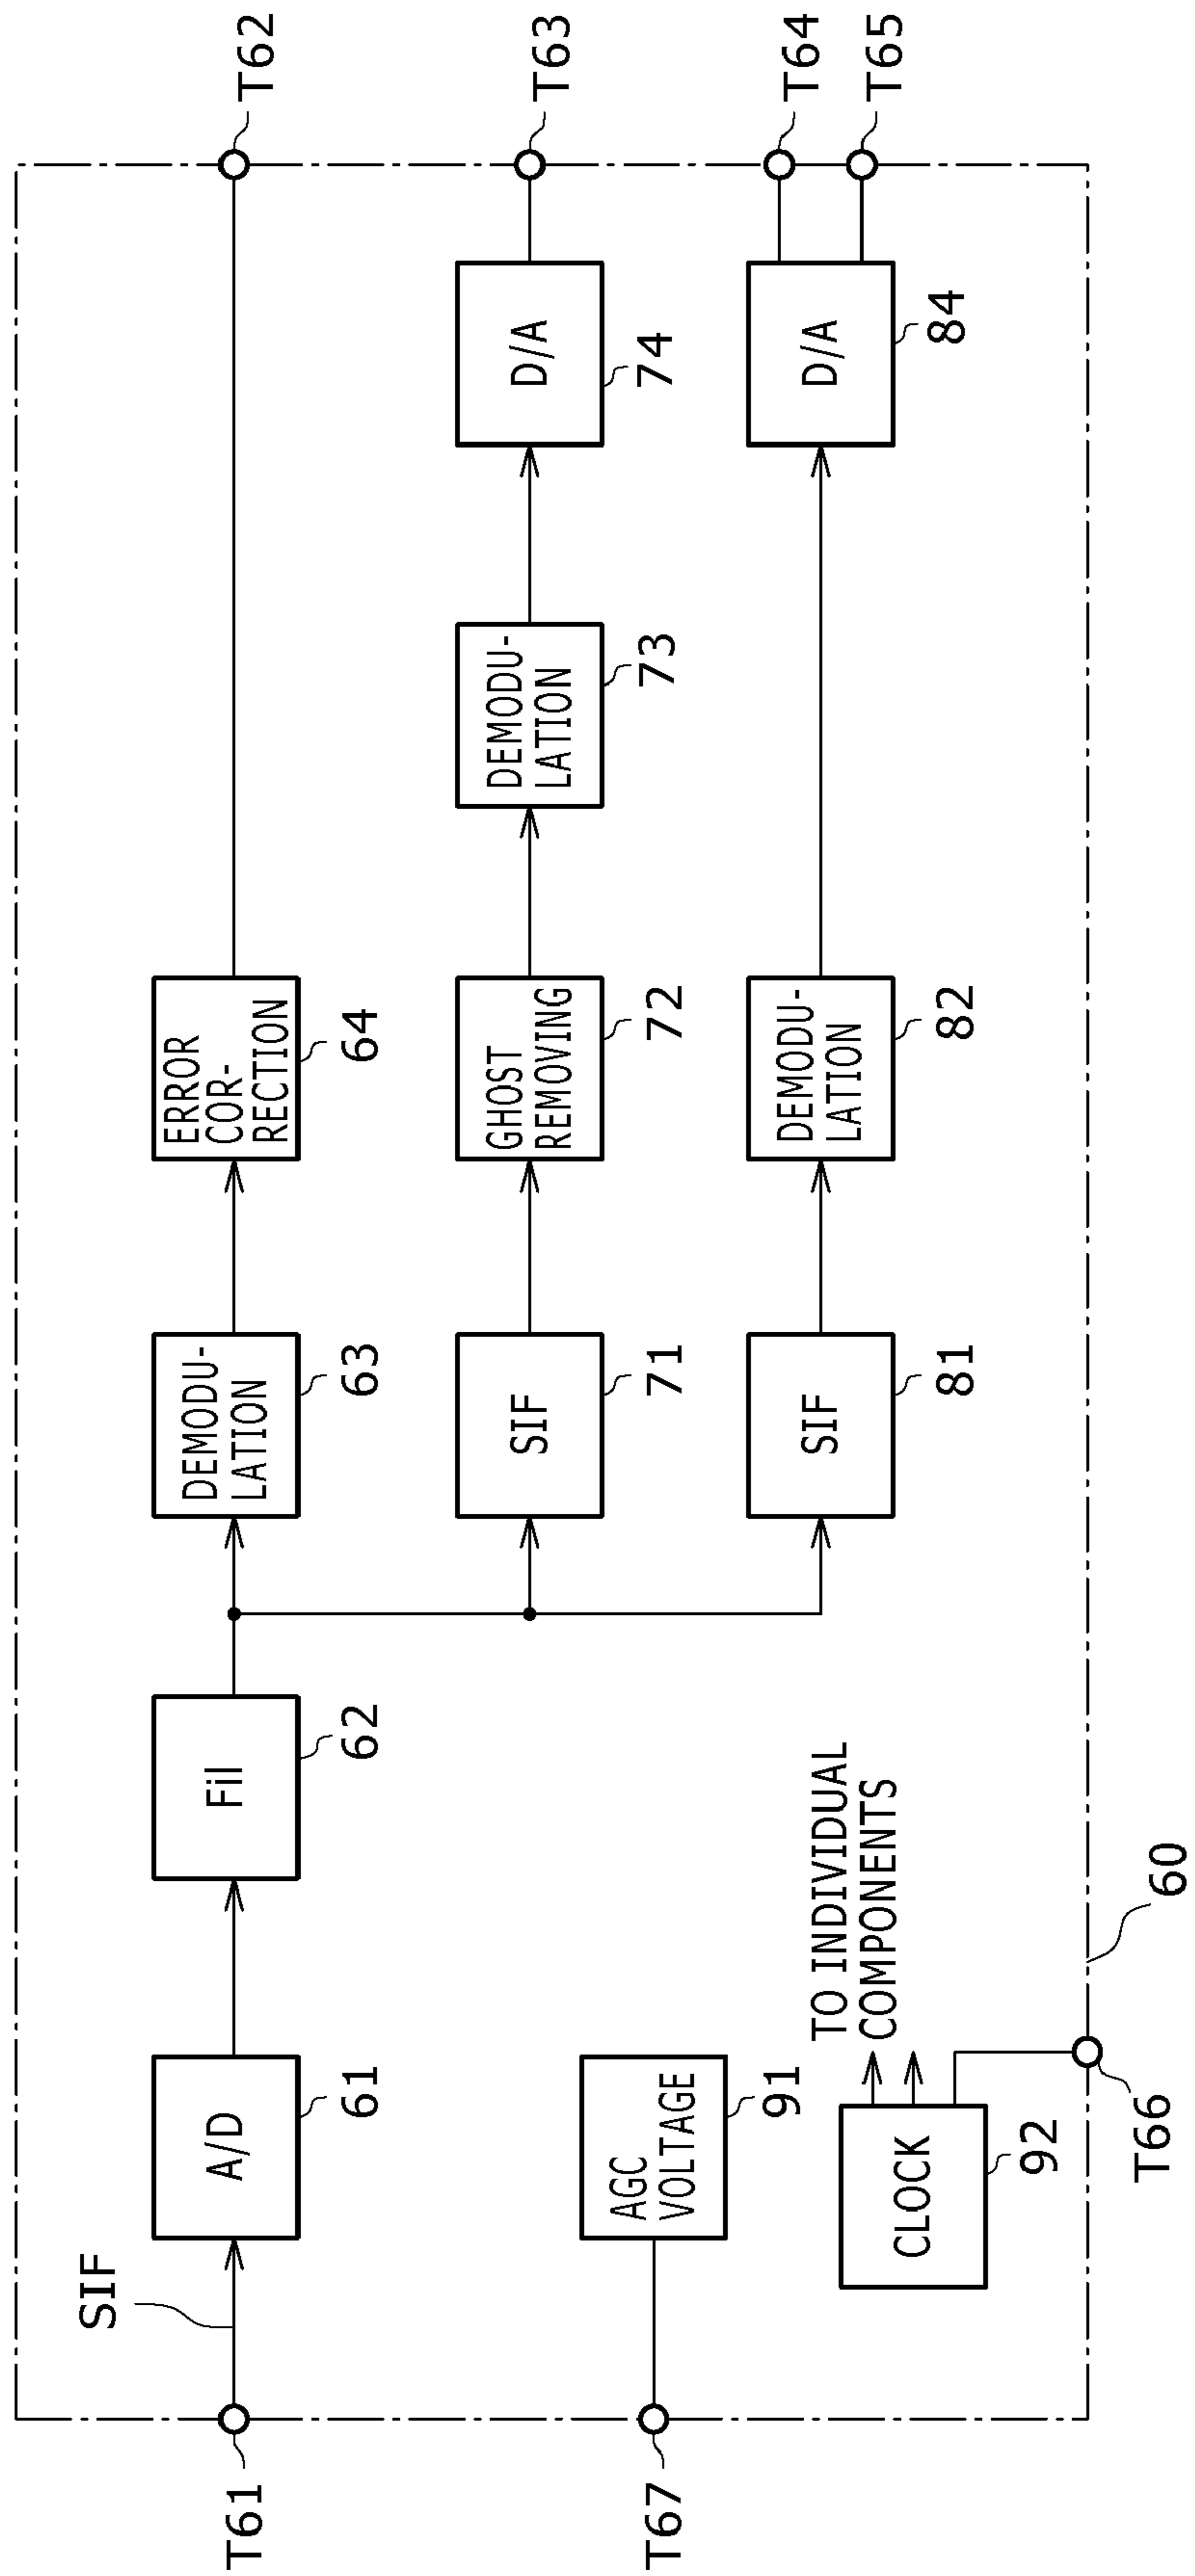 SIF
T61
A/D
61
Fil
62
DEMODU-
LATION
63
ERROR
COR-
RECTION
64
T62
SIF
71
GHOST
REMOVING
72
DEMODU-
LATION
73
D/A
74
T63
SIF
81
DEMODU-
LATION
82
D/A
84
T64
T65
T67
AGC
VOLTAGE
91
CLOCK
92
TO INDIVIDUAL
COMPONENTS
T66
60